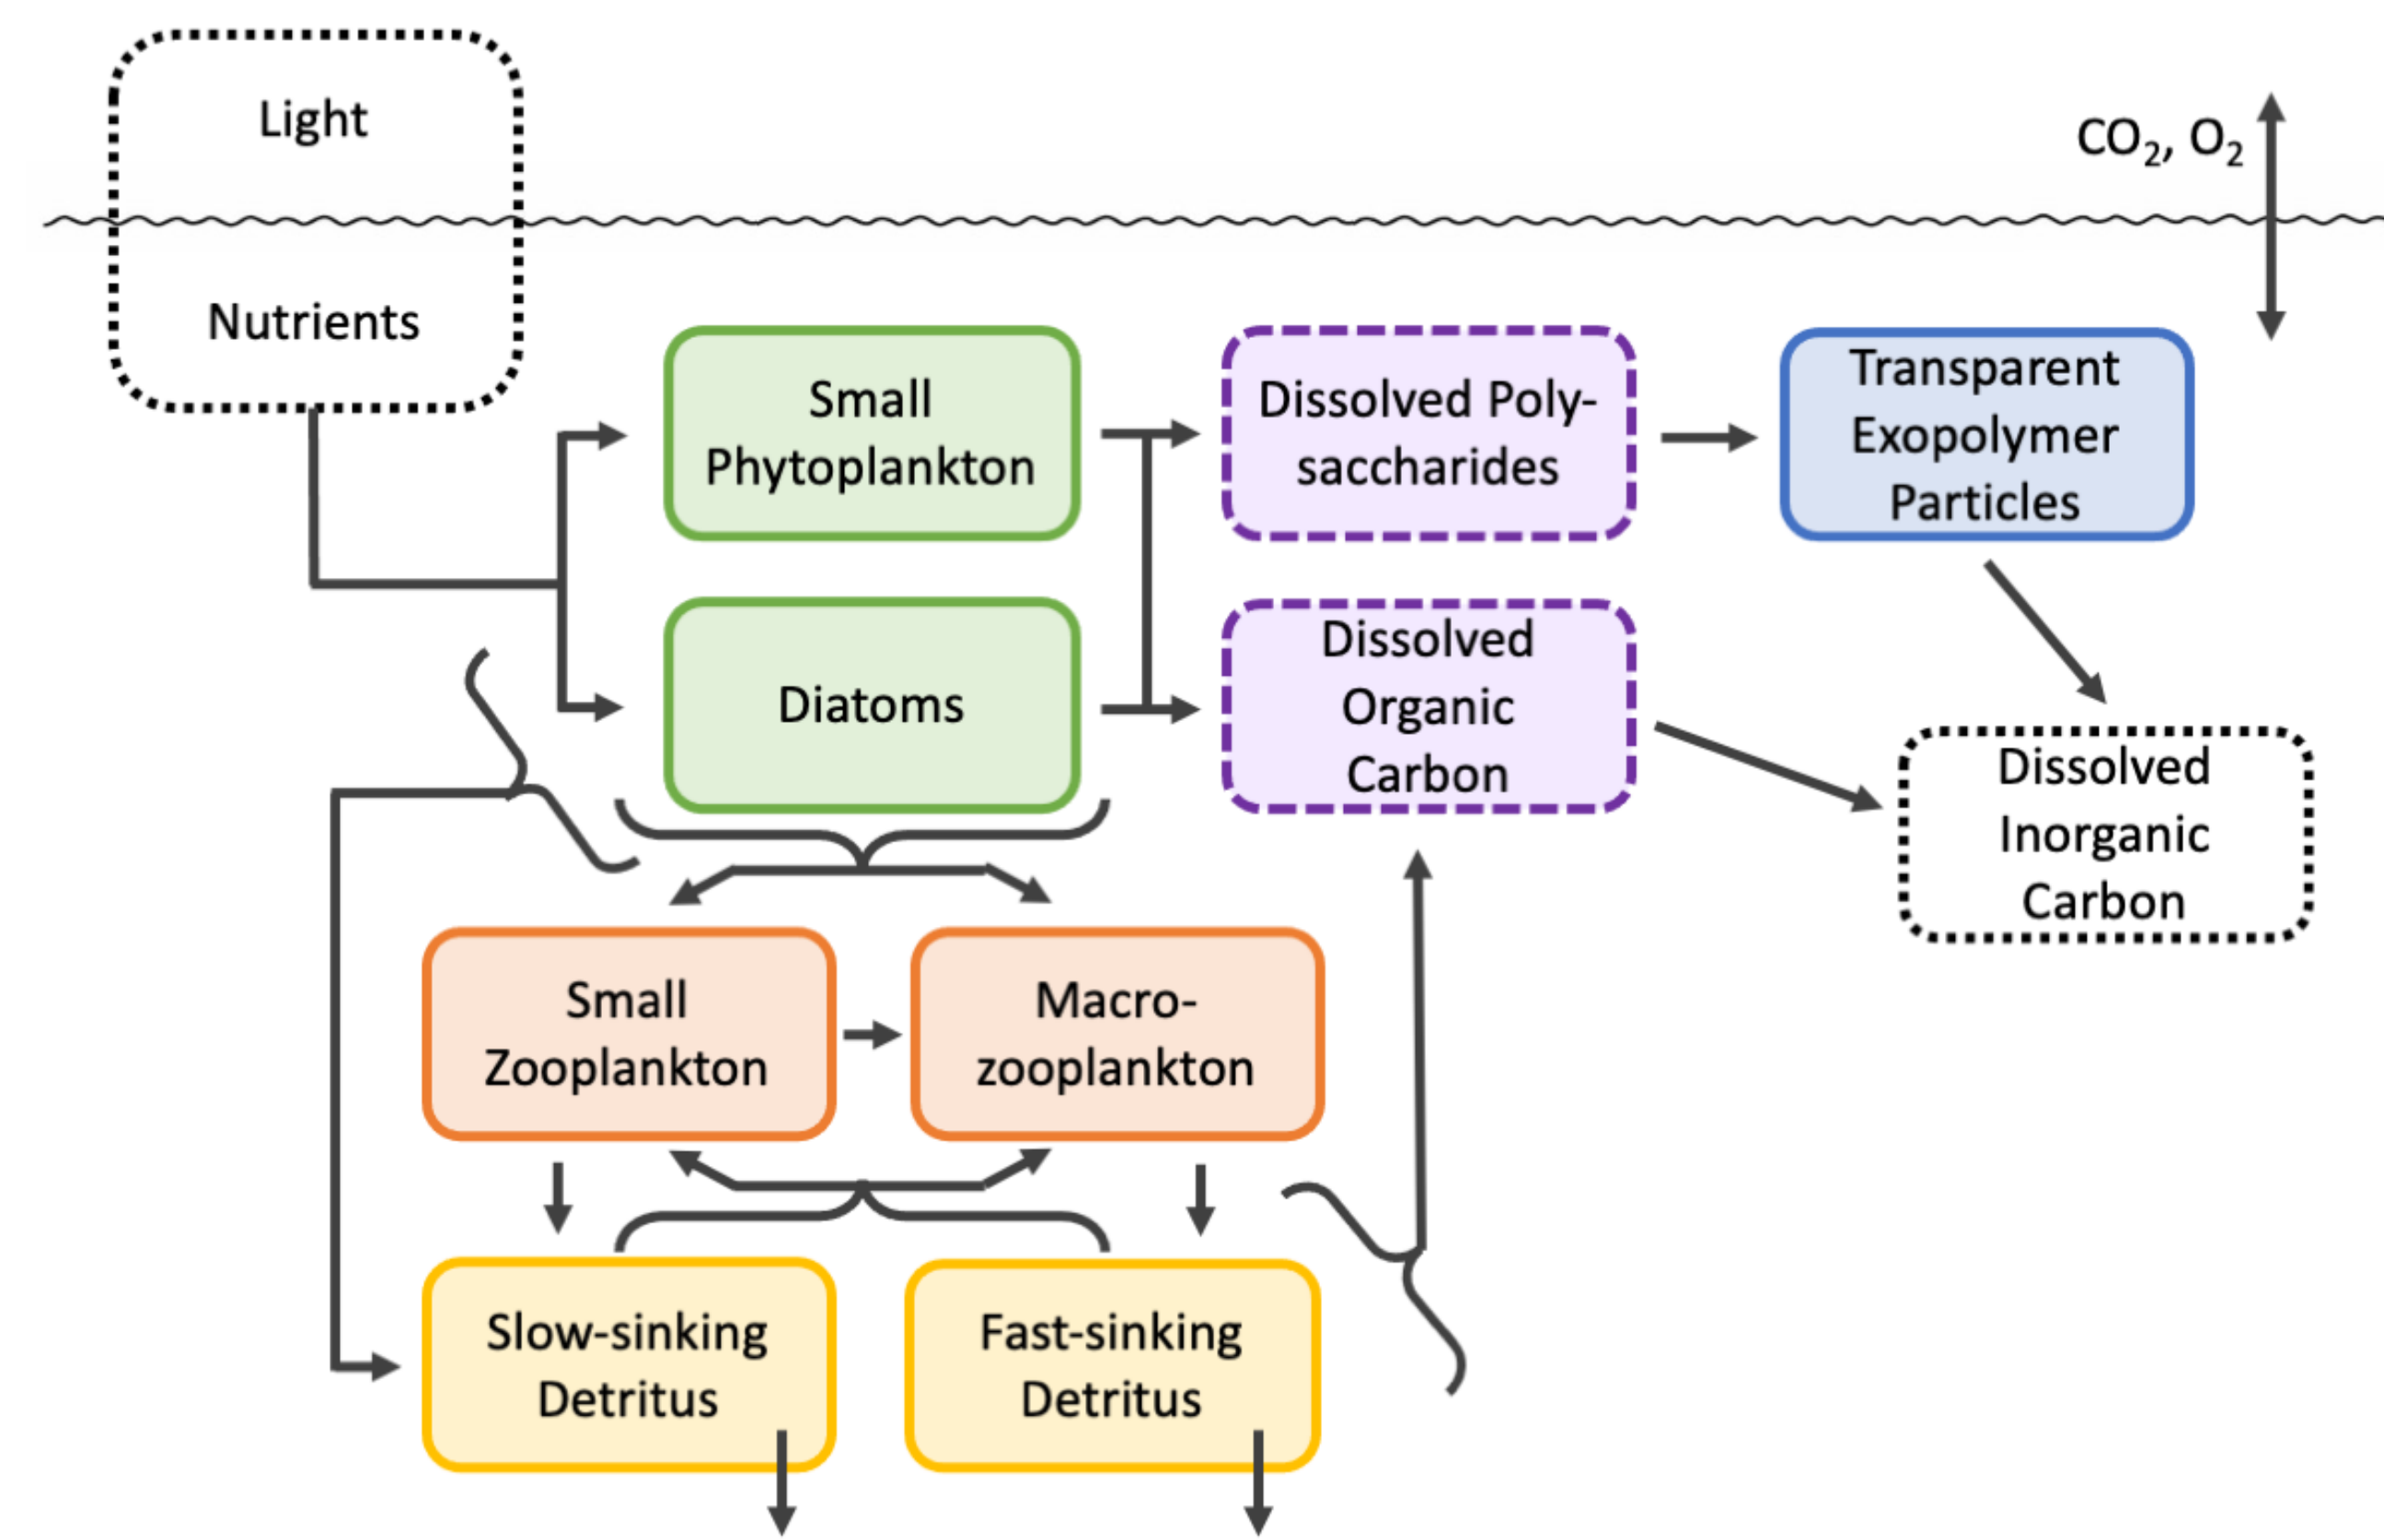 Light
CO₂, O₂
Nutrients
Small
Phytoplankton
Dissolved Poly-
saccharides
Transparent
Exopolymer
Particles
Diatoms
Dissolved
Organic
Carbon
Dissolved
Inorganic
Carbon
Small
Zooplankton
Macro-
zooplankton
Slow-sinking
Detritus
Fast-sinking
Detritus